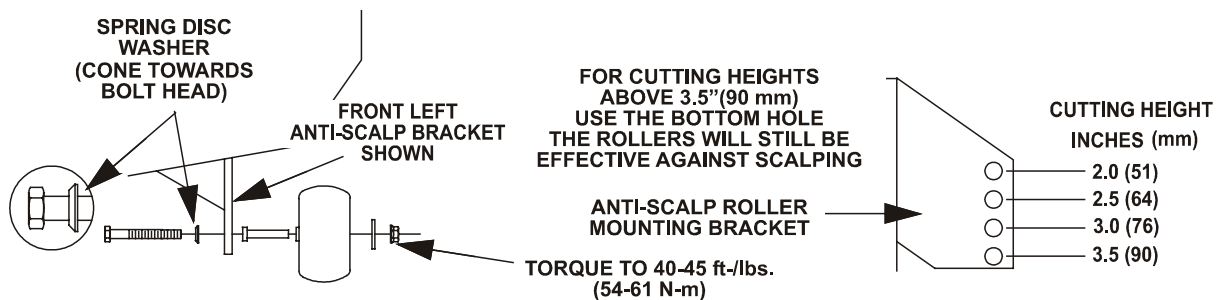 SPRING DISC
WASHER
(CONE TOWARDS
BOLT HEAD)
FRONT LEFT
ANTI-SCALP BRACKET
SHOWN
FOR CUTTING HEIGHTS
ABOVE 3.5”(90 mm)
USE THE BOTTOM HOLE
THE ROLLERS WILL STILL BE
EFFECTIVE AGAINST SCALPING
ANTI-SCALP ROLLER
MOUNTING BRACKET
TORQUE TO 40-45 ft-/lbs.
(54-61 N-m)
CUTTING HEIGHT
INCHES (mm)
2.0 (51)
2.5 (64)
3.0 (76)
3.5 (90)